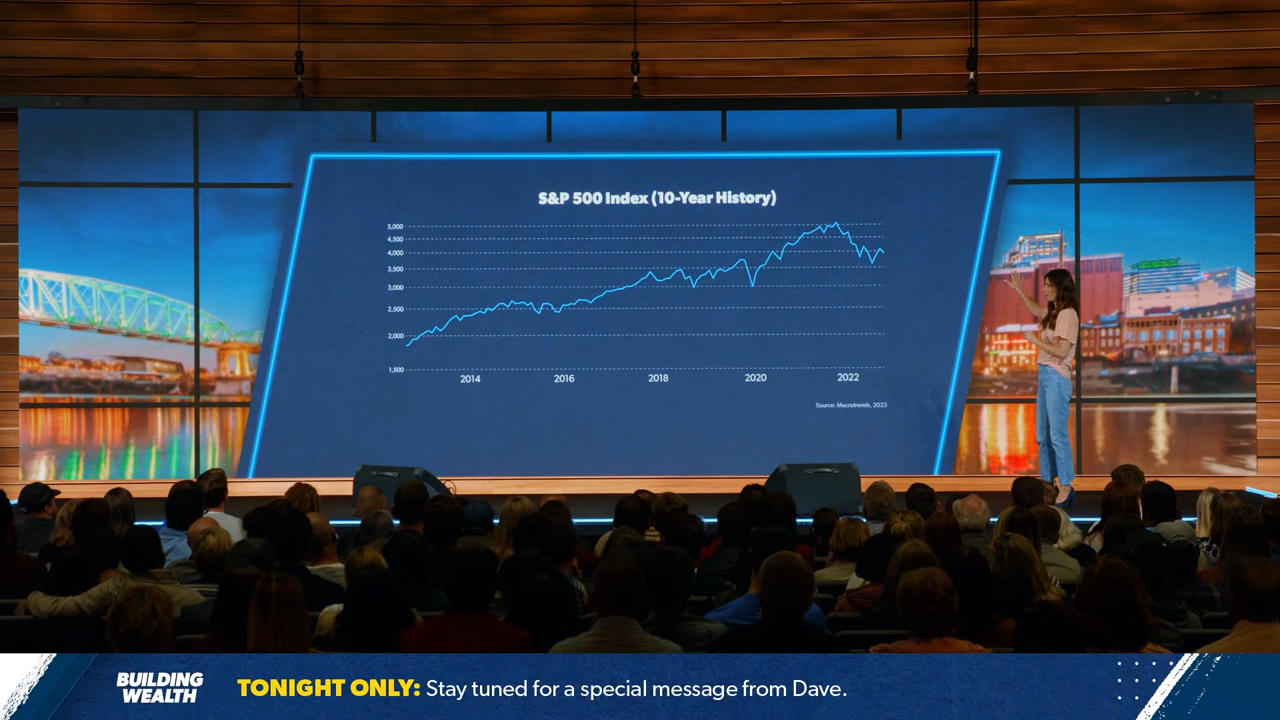 S&P 500 Index (10-Year History)
5,000
4,500
4,000
3,500
3,000
2,500
2,000
1,500
2014 2016 2018 2020 2022
Source: Macrotrends, 2023
BUILDING
WEALTH
TONIGHT ONLY: Stay tuned for a special message from Dave.